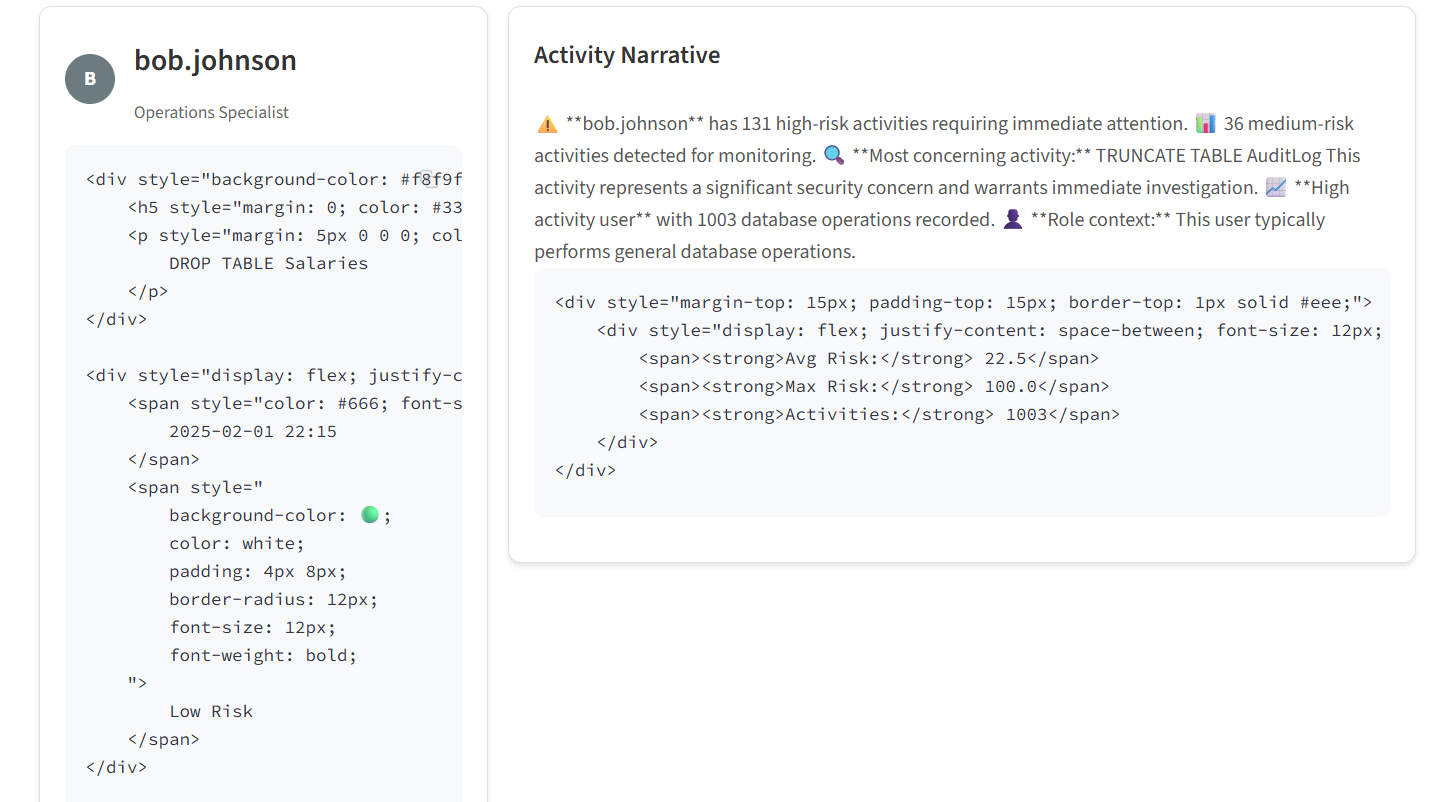 B
bob.johnson
Operations Specialist
<div style="background-color: #f8f9f
<h5 style="margin: 0; color: #33
<p style="margin: 5px 0 0 0; col
DROP TABLE Salaries
</p>
</div>
<div style="display: flex; justify-c
<span style="color: #666; font-s
2025-02-01 22:15
</span>
<span style="
background-color: 🟢;
color: white;
padding: 4px 8px;
border-radius: 12px;
font-size: 12px;
font-weight: bold;
">
Low Risk
</span>
</div>
Activity Narrative
⚠️ **bob.johnson** has 131 high-risk activities requiring immediate attention. 📊 36 medium-risk
activities detected for monitoring. 🔍 **Most concerning activity:** TRUNCATE TABLE AuditLog This
activity represents a significant security concern and warrants immediate investigation. 📈 **High
activity user** with 1003 database operations recorded. 👤 **Role context:** This user typically
performs general database operations.
<div style="margin-top: 15px; padding-top: 15px; border-top: 1px solid #eee;">
<div style="display: flex; justify-content: space-between; font-size: 12px;
<span><strong>Avg Risk:</strong> 22.5</span>
<span><strong>Max Risk:</strong> 100.0</span>
<span><strong>Activities:</strong> 1003</span>
</div>
</div>